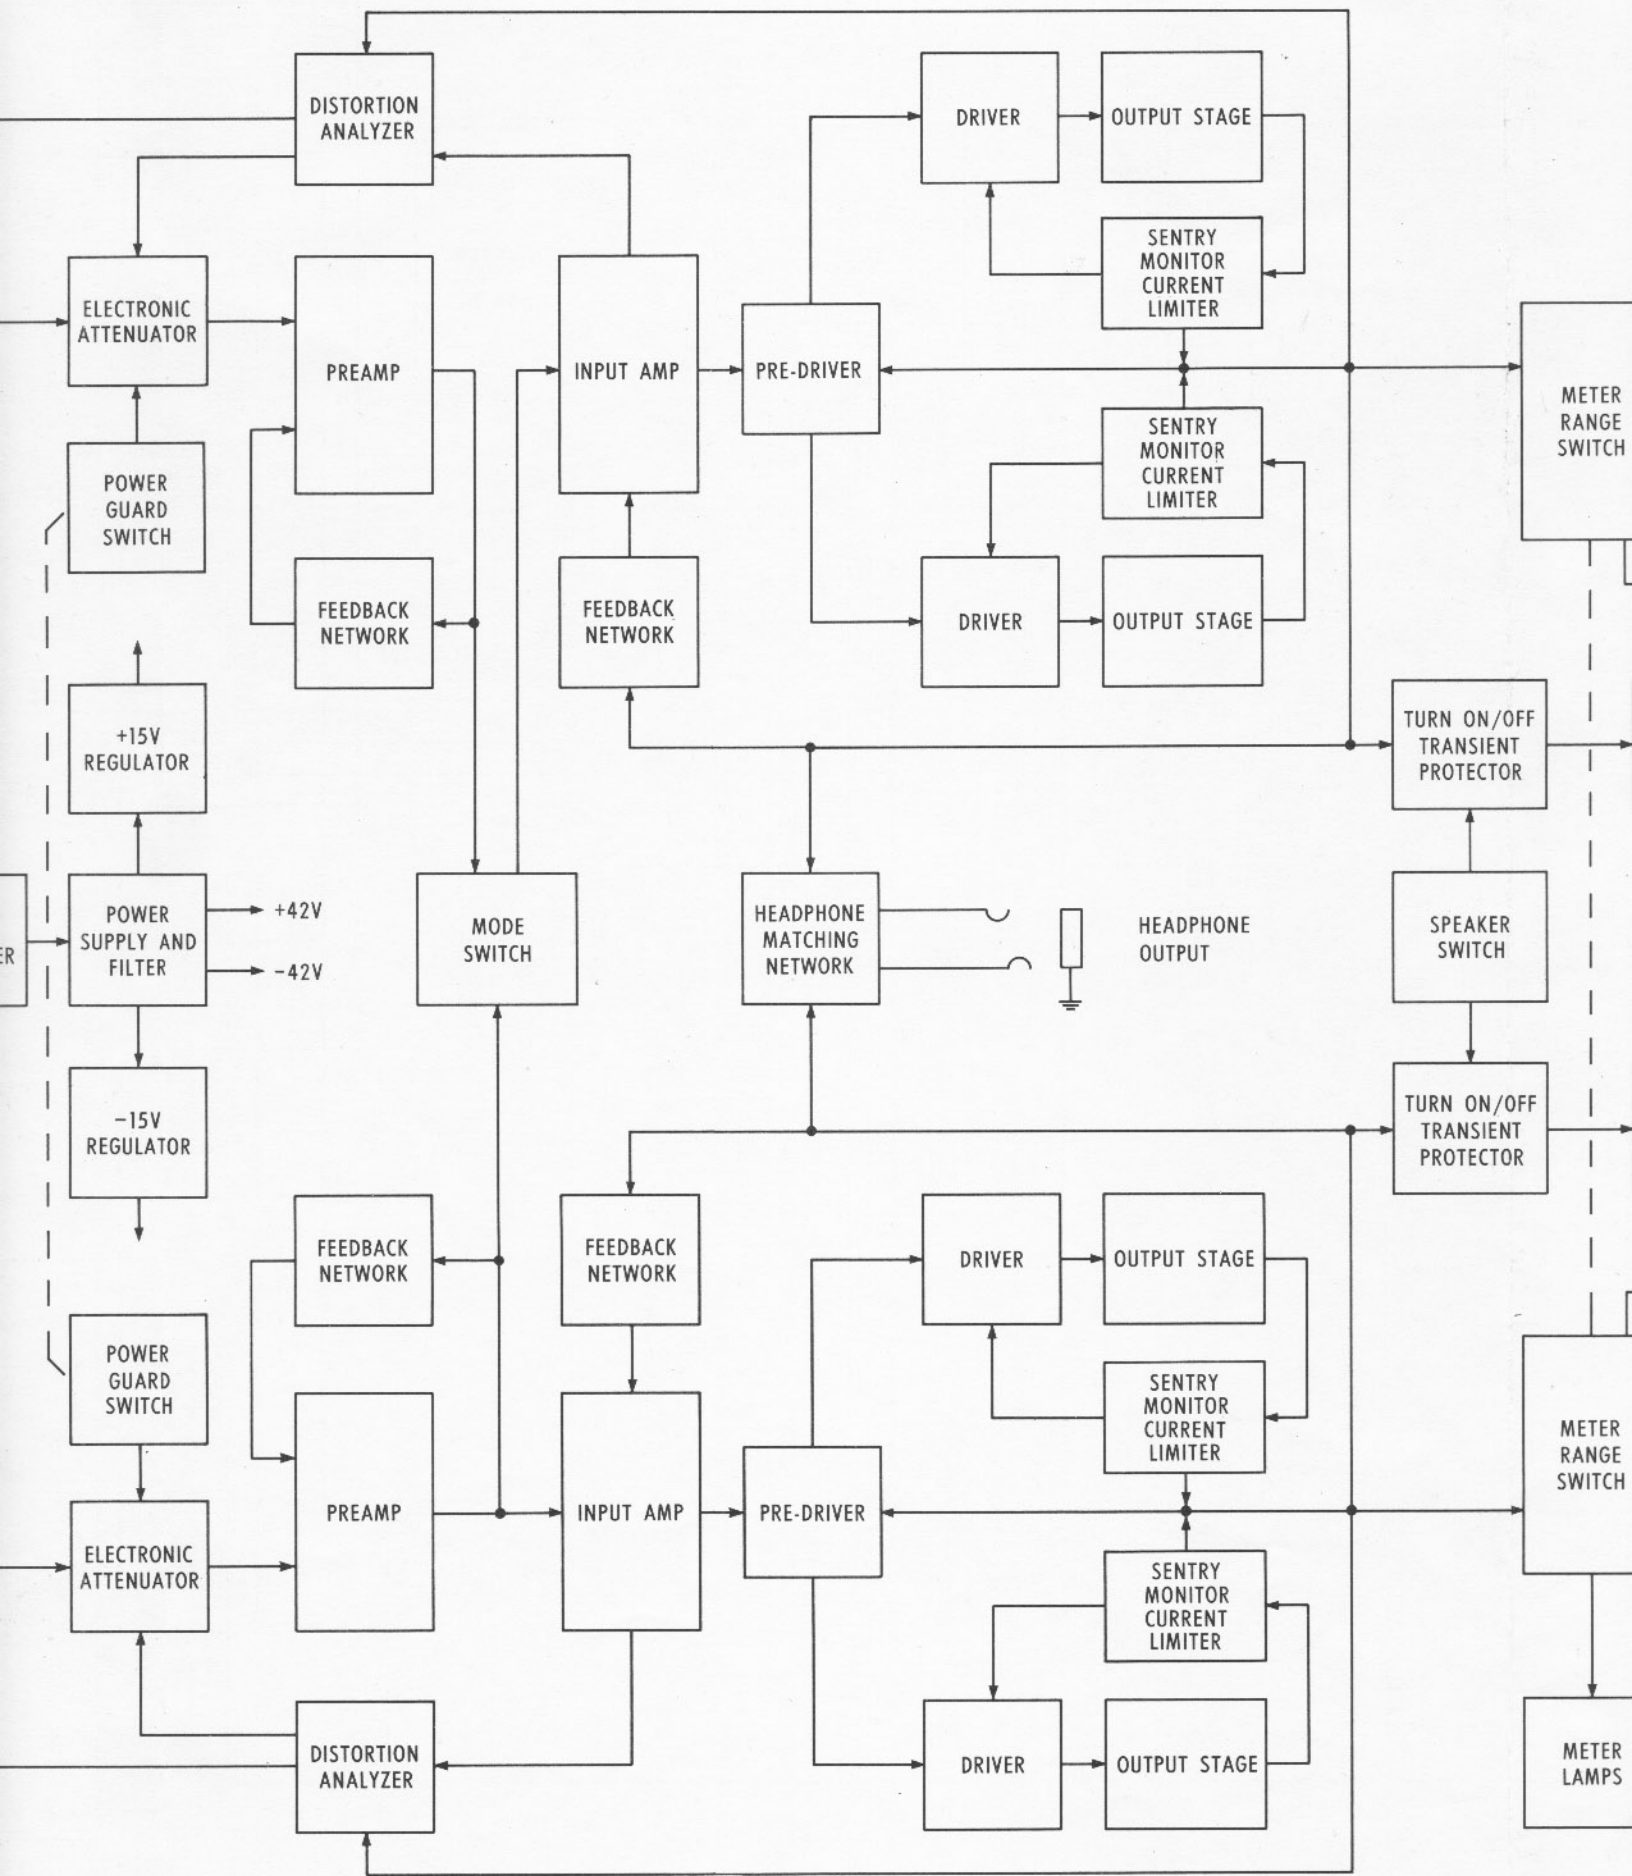 DISTORTION
ANALYZER
DRIVER
OUTPUT STAGE
SENTRY
MONITOR
CURRENT
LIMITER
ELECTRONIC
ATTENUATOR
PREAMP
INPUT AMP
PRE-DRIVER
METER
RANGE
SWITCH
SENTRY
MONITOR
CURRENT
LIMITER
POWER
GUARD
SWITCH
FEEDBACK
NETWORK
FEEDBACK
NETWORK
DRIVER
OUTPUT STAGE
+15V
REGULATOR
TURN ON/OFF
TRANSIENT
PROTECTOR
ER
POWER
SUPPLY AND
FILTER
+42V
-42V
MODE
SWITCH
HEADPHONE
MATCHING
NETWORK
HEADPHONE
OUTPUT
SPEAKER
SWITCH
-15V
REGULATOR
TURN ON/OFF
TRANSIENT
PROTECTOR
FEEDBACK
NETWORK
FEEDBACK
NETWORK
DRIVER
OUTPUT STAGE
POWER
GUARD
SWITCH
SENTRY
MONITOR
CURRENT
LIMITER
METER
RANGE
SWITCH
PREAMP
INPUT AMP
PRE-DRIVER
ELECTRONIC
ATTENUATOR
SENTRY
MONITOR
CURRENT
LIMITER
DISTORTION
ANALYZER
DRIVER
OUTPUT STAGE
METER
LAMPS